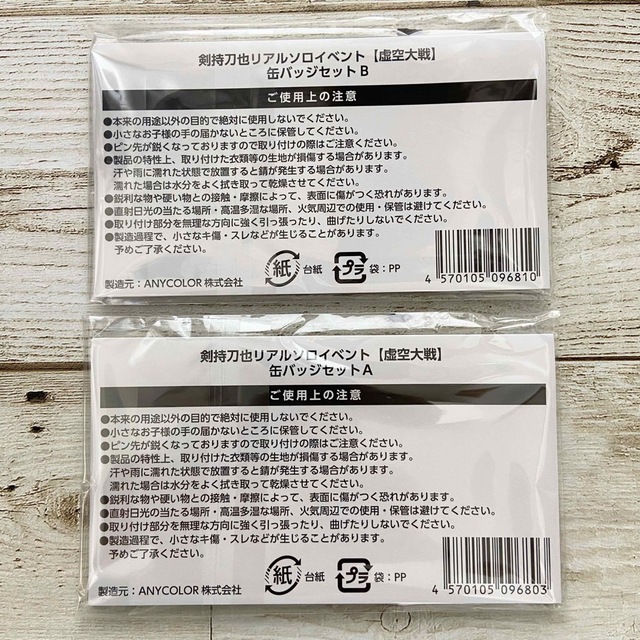 剣持刀也リアルソロイベント【虚空大戦】
缶バッジセットB
ご使用上の注意
●本来の用途以外の目的で絶対に使用しないでください。
●小さなお子様の手の届かないところに保管してください。
●ピン先が鋭くなっておりますので取り付けの際はご注意ください。
●製品の特性上、取り付けた衣類等の生地が損傷する場合があります。
汗や雨に濡れた状態で放置すると錆が発生する場合があります。
濡れた場合は水分をよく拭き取って乾燥させてください。
●鋭利な物や硬い物との接触・摩擦によって、表面に傷がつく恐れがあります。
●直射日光の当たる場所・高温多湿な場所、火気周辺での使用・保管は避けてください。
●取り付け部分を無理な方向に強く引っ張ったり、曲げたりしないでください。
●製造過程で、小さなキ傷・スレなどが生じることがあります。
予めご了承ください。
紙 台紙 プラ 袋：PP
製造元：ANYCOLOR 株式会社
4 570105 096810
剣持刀也リアルソロイベント【虚空大戦】
缶バッジセットA
ご使用上の注意
●本来の用途以外の目的で絶対に使用しないでください。
●小さなお子様の手の届かないところに保管してください。
●ピン先が鋭くなっておりますので取り付けの際はご注意ください。
●製品の特性上、取り付けた衣類等の生地が損傷する場合があります。
汗や雨に濡れた状態で放置すると錆が発生する場合があります。
濡れた場合は水分をよく拭き取って乾燥させてください。
●鋭利な物や硬い物との接触・摩擦によって、表面に傷がつく恐れがあります。
●直射日光の当たる場所・高温多湿な場所、火気周辺での使用・保管は避けてください。
●取り付け部分を無理な方向に強く引っ張ったり、曲げたりしないでください。
●製造過程で、小さなキ傷・スレなどが生じることがあります。
予めご了承ください。
紙 台紙 プラ 袋：PP
製造元：ANYCOLOR 株式会社
4 570105 096803